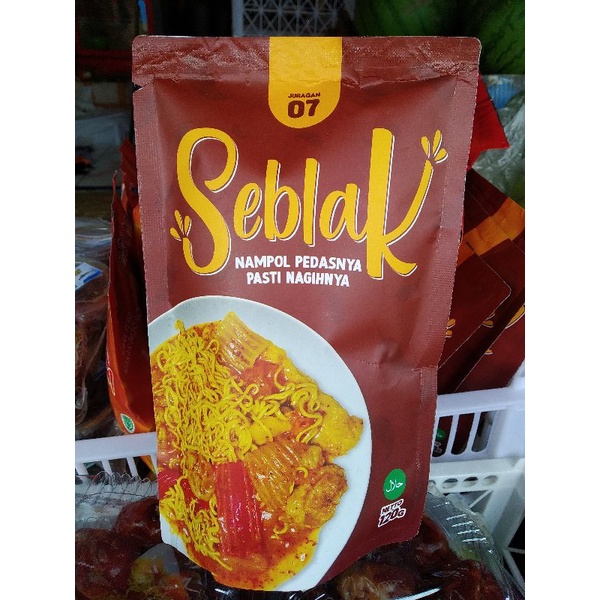 JURAGAN
07
Seblak
NAMPOL PEDASNYA
PASTI NAGIHNYA
حلال
NETTO
120G